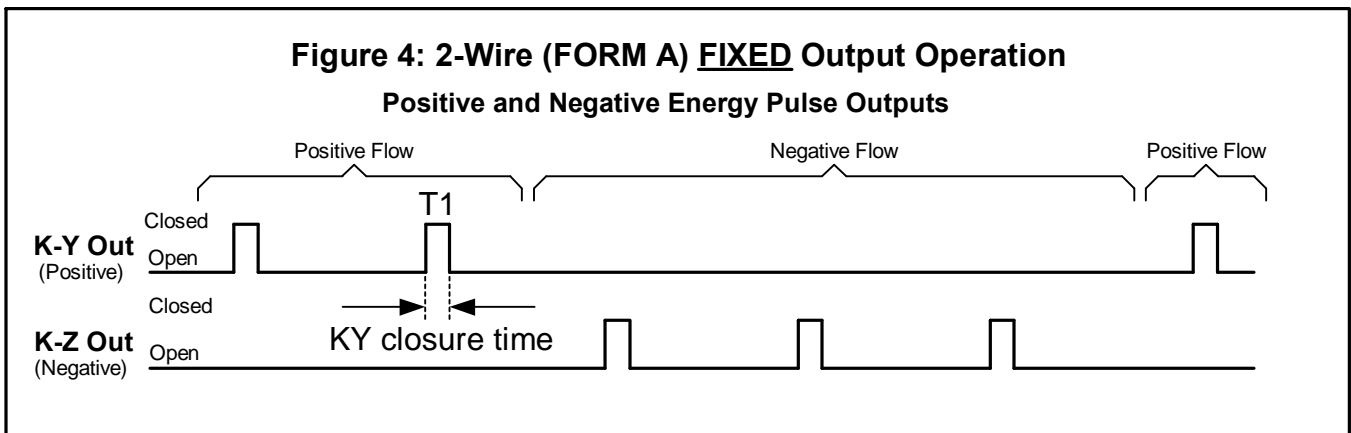 Figure 4: 2-Wire (FORM A) FIXED Output Operation
Positive and Negative Energy Pulse Outputs
Positive Flow
Negative Flow
Positive Flow
T1
Closed
K-Y Out
Open
(Positive)
Closed
KY closure time
K-Z Out
Open
(Negative)